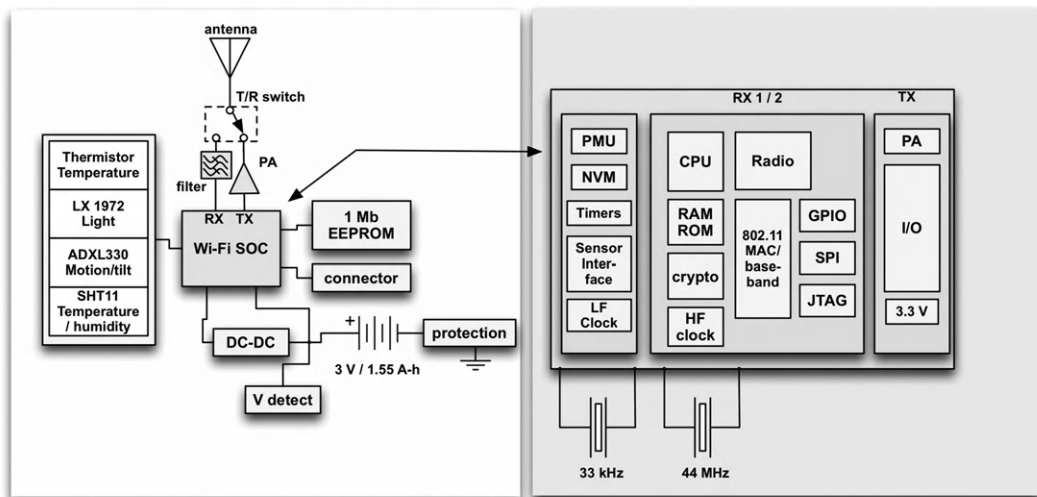 antenna
T/R switch
PA
filter
Thermistor
Temperature
LX 1972
Light
ADXL330
Motion/tilt
SHT11
Temperature
/ humidity
RX TX
Wi-Fi SOC
1 Mb
EEPROM
connector
DC-DC
+
3 V / 1.55 A-h
protection
V detect
RX 1 / 2
TX
PMU
NVM
Timers
Sensor
Inter-
face
LF
Clock
CPU
Radio
RAM
ROM
crypto
HF
clock
802.11
MAC/
base-
band
GPIO
SPI
JTAG
PA
I/O
3.3 V
33 kHz
44 MHz